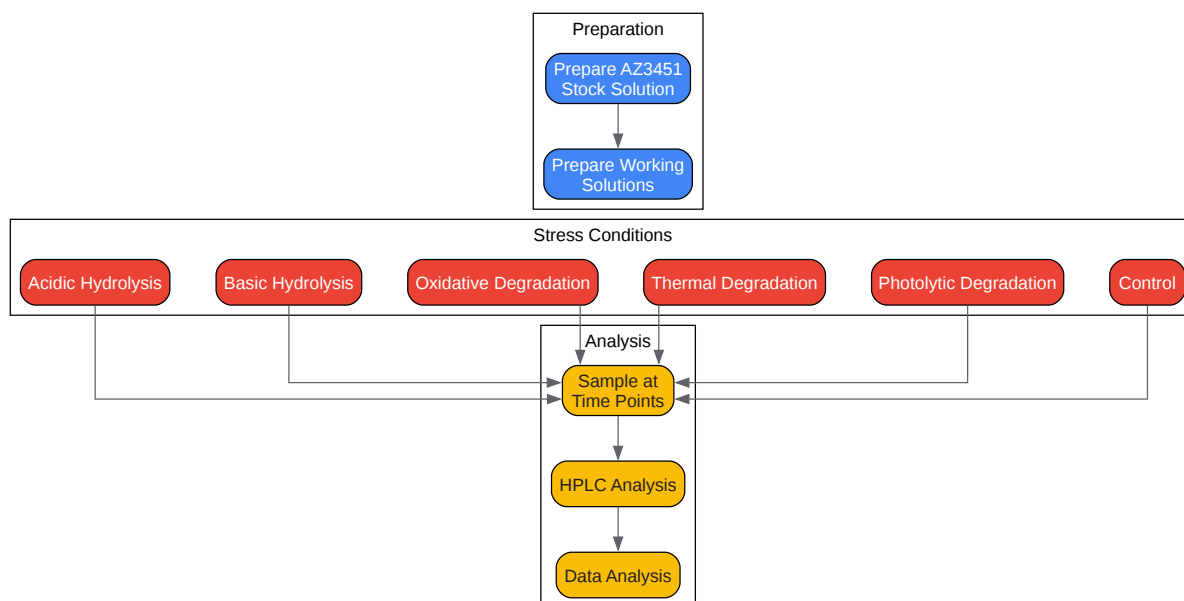 Preparation
Prepare AZ3451
Stock Solution
Prepare Working
Solutions
Stress Conditions
Acidic Hydrolysis
Basic Hydrolysis
Oxidative Degradation
Thermal Degradation
Photolytic Degradation
Control
Analysis
Sample at
Time Points
HPLC Analysis
Data Analysis